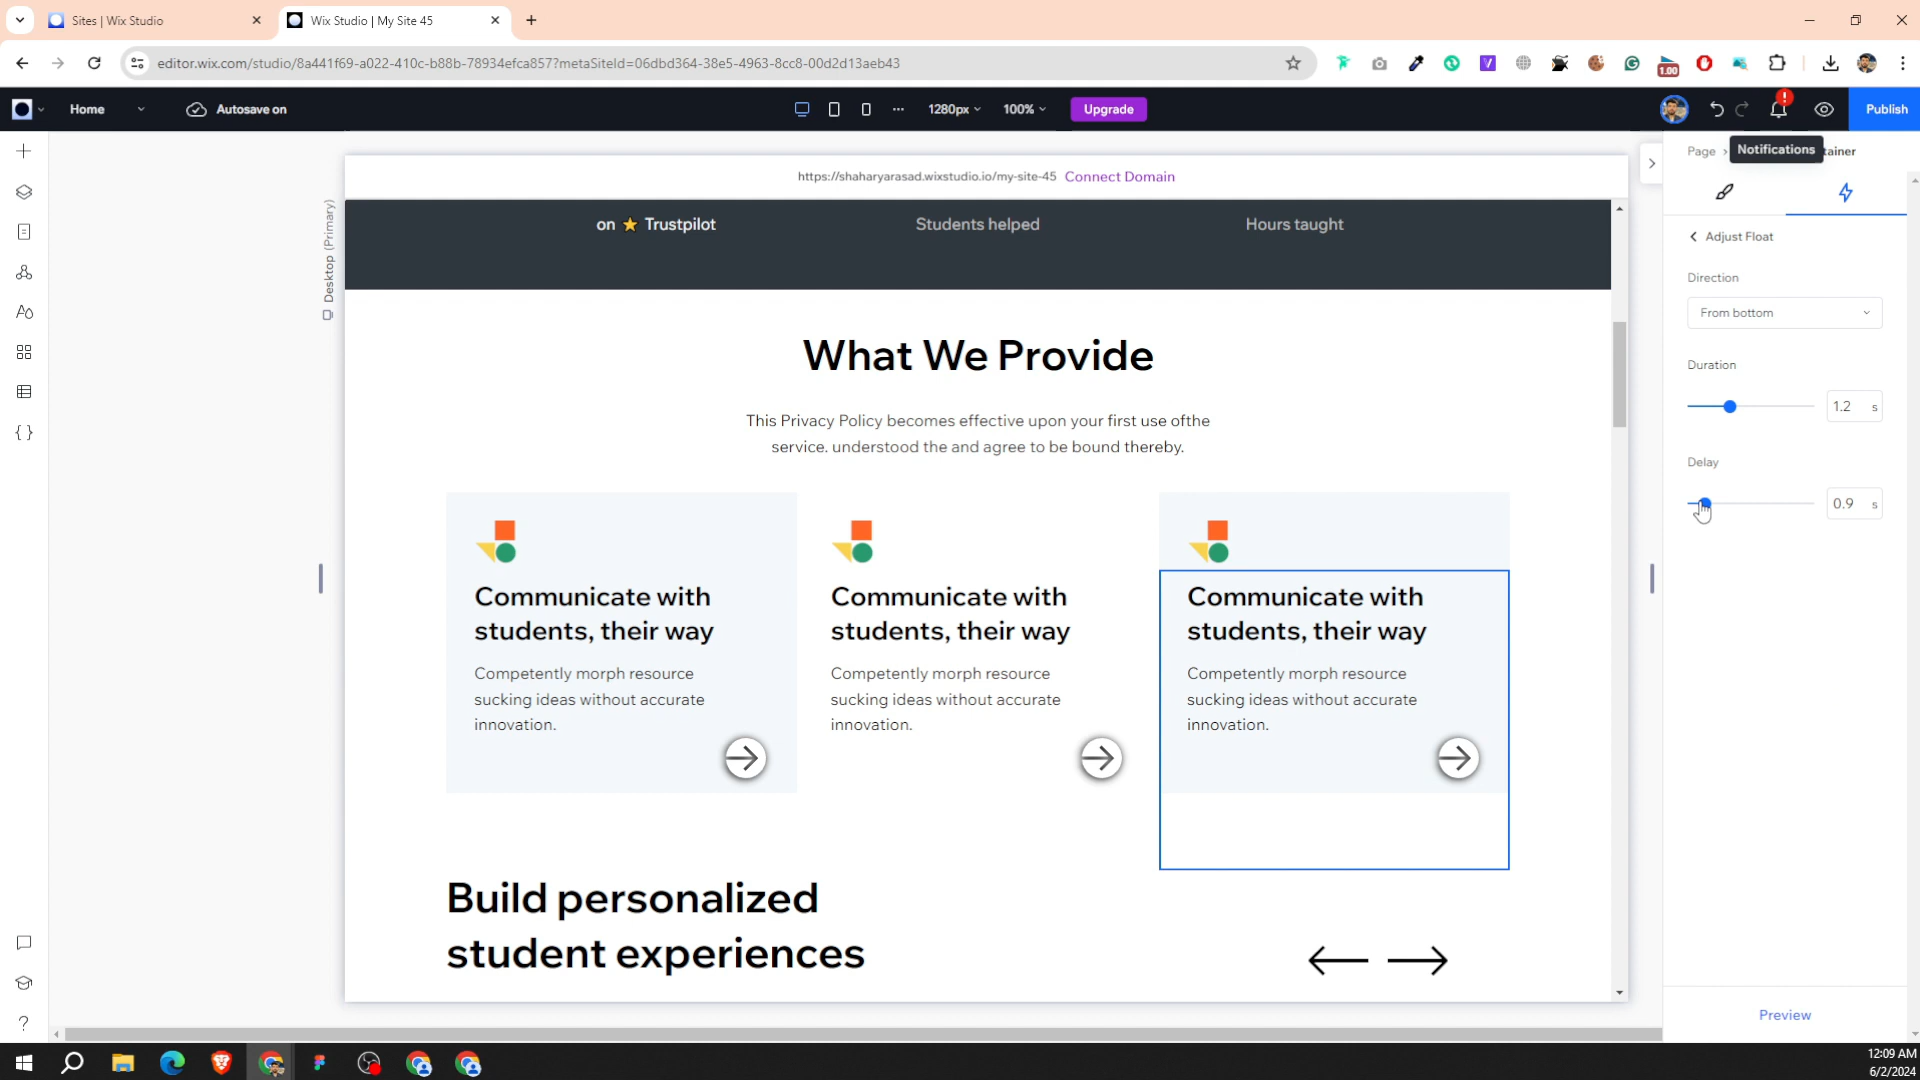 Sites | Wix Studio
Wix Studio | My Site 45
editor.wix.com/studio/8a441f69-a022-410c-b88b-78934efca857?metaSiteId=06dbd364-38e5-4963-8cc8-00d2d13aeb43
1.00
Home
Autosave on
1280px
100%
Upgrade
Publish
Page
Notifications
tainer
https://shaharyarasad.wixstudio.io/my-site-45 Connect Domain
Desktop (Primary)
on ⭐ Trustpilot
Students helped
Hours taught
Adjust Float
Direction
From bottom
Duration
1.2 s
Delay
0.9 s
What We Provide
This Privacy Policy becomes effective upon your first use ofthe
service. understood the and agree to be bound thereby.
Communicate with
students, their way
Competently morph resource
sucking ideas without accurate
innovation.
Communicate with
students, their way
Competently morph resource
sucking ideas without accurate
innovation.
Communicate with
students, their way
Competently morph resource
sucking ideas without accurate
innovation.
Build personalized
student experiences
Preview
12:09 AM
6/2/2024